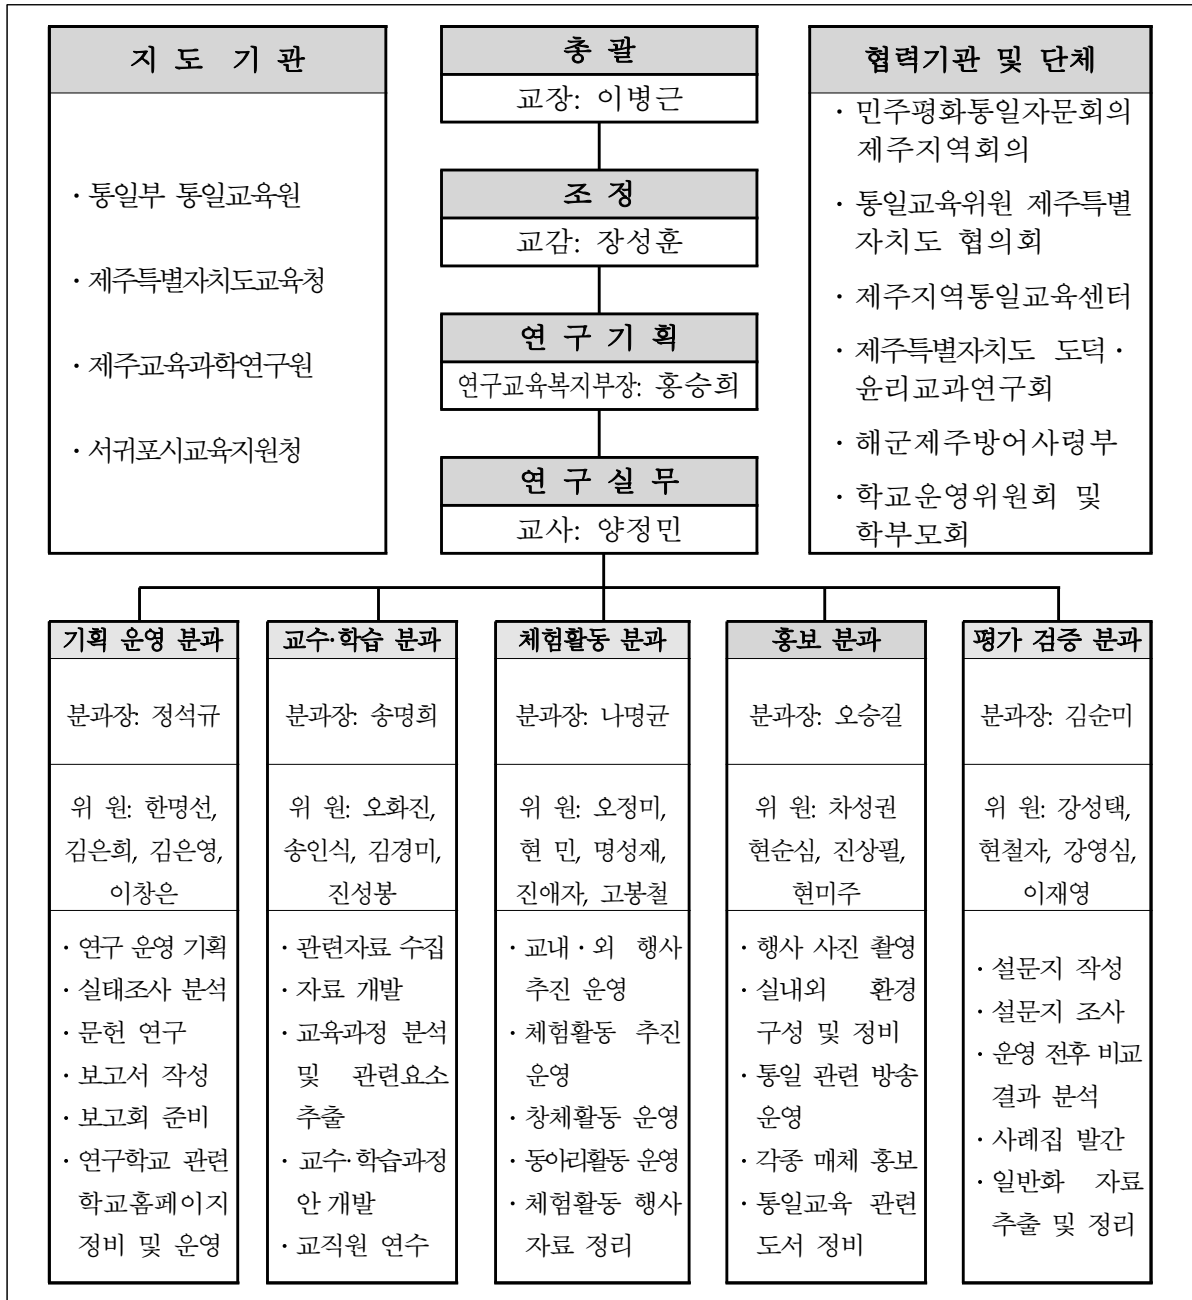 지 도 기 관
· 통일부 통일교육원
· 제주특별자치도교육청
· 제주교육과학연구원
· 서귀포시교육지원청
총 괄
교장: 이병근
조 정
교감: 장성훈
연 구 기 획
연구교육복지부장: 홍승희
연 구 실 무
교사: 양정민
협력기관 및 단체
· 민주평화통일자문회의
제주지역회의
· 통일교육위원 제주특별
자치도 협의회
· 제주지역통일교육센터
· 제주특별자치도 도덕·
윤리교과연구회
· 해군제주방어사령부
· 학교운영위원회 및
학부모회
기획 운영 분과
분과장: 정석규
위 원: 한명선,
김은희, 김은영,
이창은
· 연구 운영 기획
· 실태조사 분석
· 문헌 연구
· 보고서 작성
· 보고회 준비
· 연구학교 관련
학교홈페이지
정비 및 운영
교수·학습 분과
분과장: 송명희
위 원: 오화진,
송인식, 김경미,
진성봉
· 관련자료 수집
· 자료 개발
· 교육과정 분석
및 관련요소
추출
· 교수·학습과정
안 개발
· 교직원 연수
체험활동 분과
분과장: 나명균
위 원: 오정미,
현 민, 명성재,
진애자, 고봉철
· 교내·외 행사
추진 운영
· 체험활동 추진
운영
· 창체활동 운영
· 동아리활동 운영
· 체험활동 행사
자료 정리
홍보 분과
분과장: 오승길
위 원: 차성권
현순심, 진상필,
현미주
· 행사 사진 촬영
· 실내외 환경
구성 및 정비
· 통일 관련 방송
운영
· 각종 매체 홍보
· 통일교육 관련
도서 정비
평가 검증 분과
분과장: 김순미
위 원: 강성택,
현철자, 강영심,
이재영
· 설문지 작성
· 설문지 조사
· 운영 전후 비교
결과 분석
· 사례집 발간
· 일반화 자료
추출 및 정리